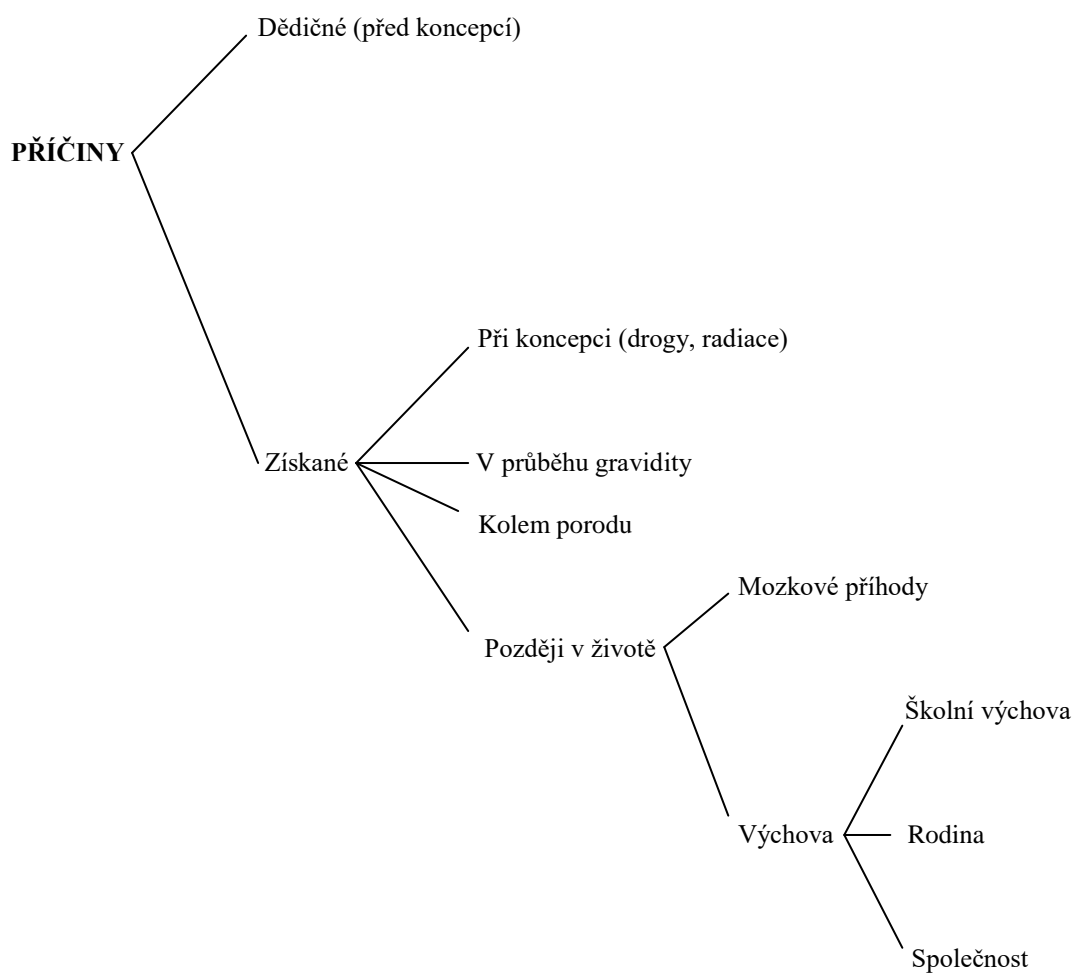 Dědičné (před koncepcí)
PŘÍČINY
Při koncepci (drogy, radiace)
Získané
V průběhu gravidity
Kolem porodu
Mozkové příhody
Později v životě
Školní výchova
Výchova
Rodina
Společnost